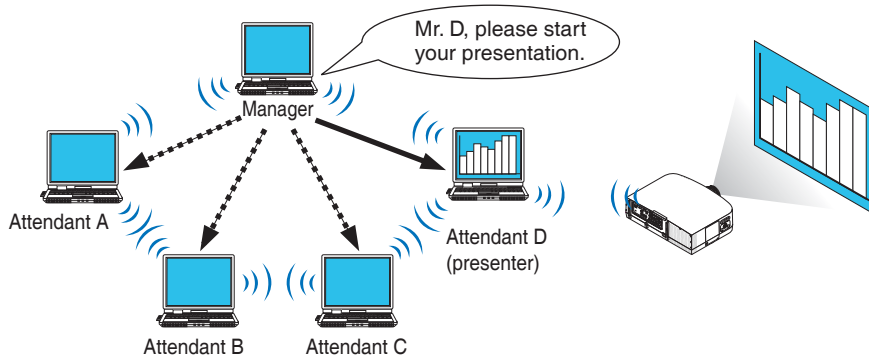 Mr. D, please start
your presentation.
Manager
Attendant A
Attendant D
(presenter)
Attendant B
Attendant C